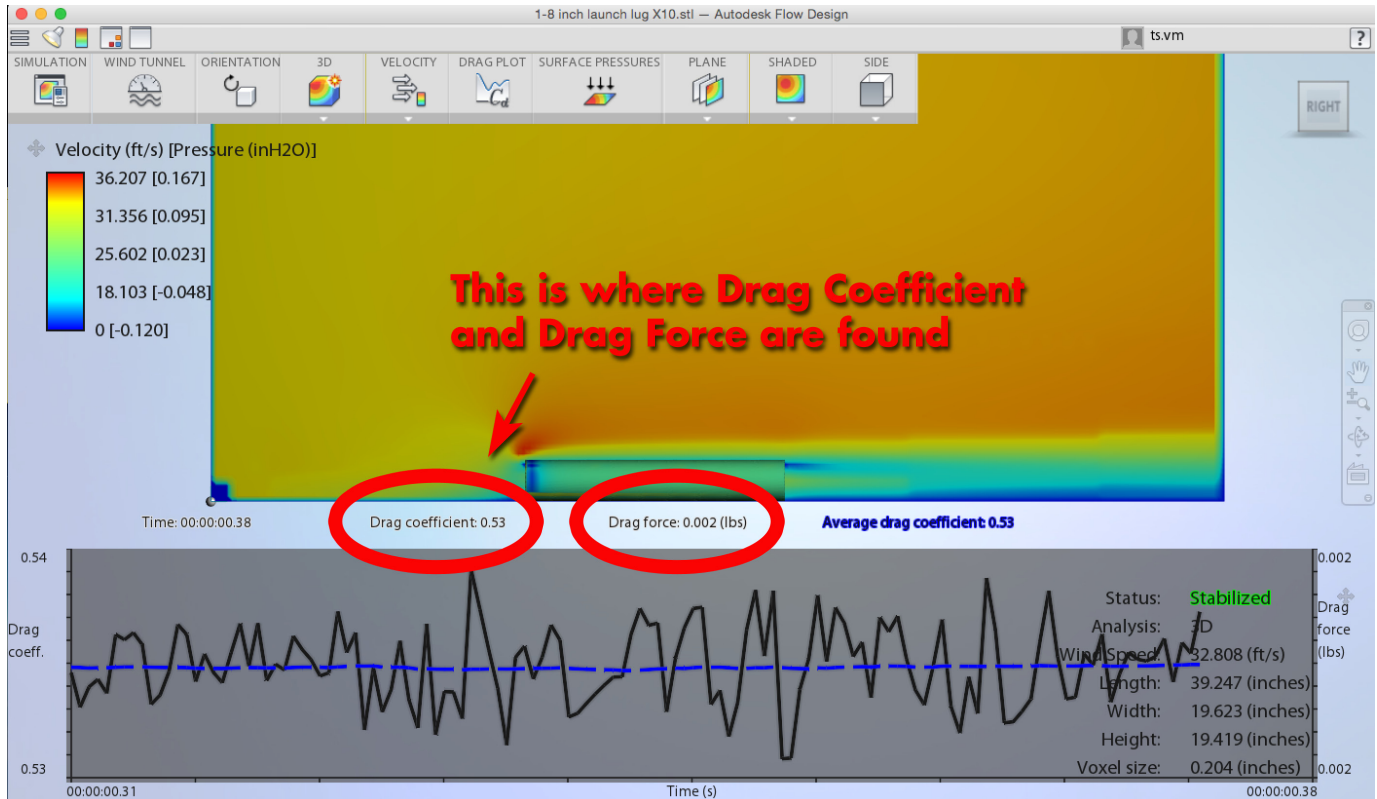 1-8 inch launch lug X10.stl — Autodesk Flow Design
ts.vm
?
SIMULATION WIND TUNNEL ORIENTATION 3D VELOCITY DRAG PLOT SURFACE PRESSURES PLANE SHADED SIDE
Cd
RIGHT
Velocity (ft/s) [Pressure (inH2O)]
36.207 [0.167]
31.356 [0.095]
25.602 [0.023]
18.103 [-0.048]
0 [-0.120]
This is where Drag Coefficient
and Drag Force are found
Time: 00:00:00.38 Drag coefficient: 0.53 Drag force: 0.002 (lbs) Average drag coefficient: 0.53
0.54
Drag
coeff.
0.53
0.002
Drag
force
(lbs)
0.002
Status: Stabilized
Analysis: 3D
Wind Speed: 32.808 (ft/s)
Length: 39.247 (inches)
Width: 19.623 (inches)
Height: 19.419 (inches)
Voxel size: 0.204 (inches)
00:00:00.31 Time (s) 00:00:00.38